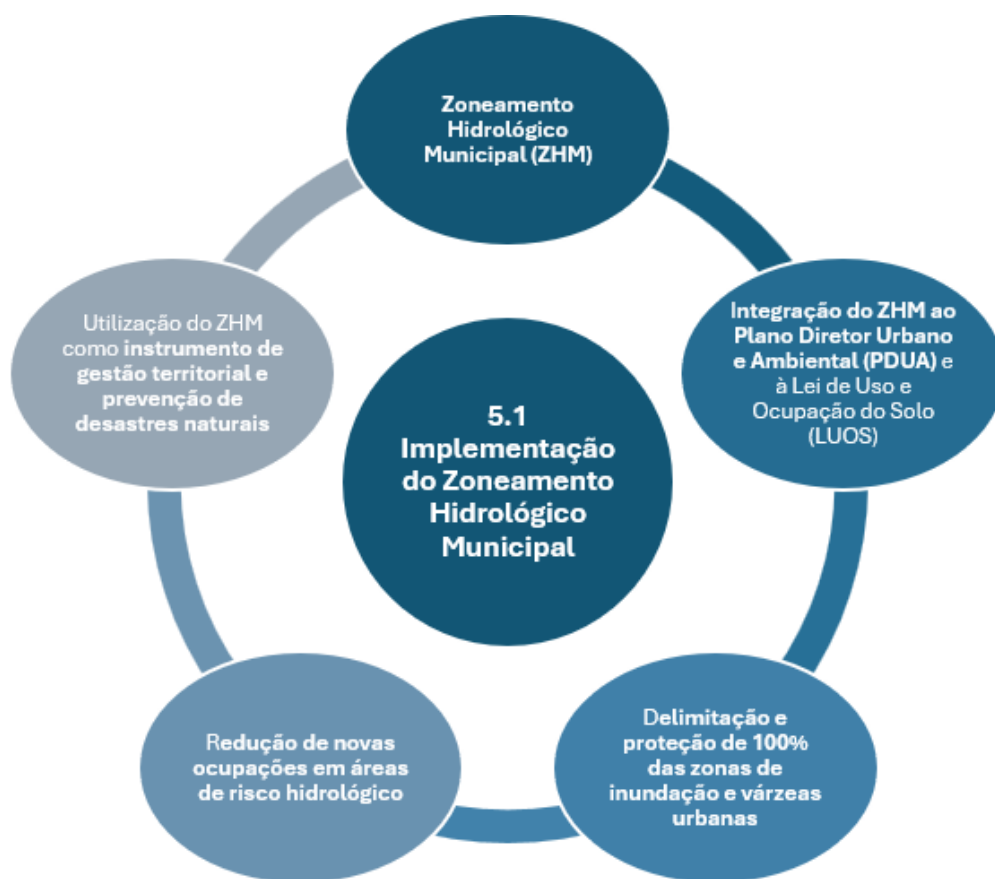 Zoneamento
Hidrológico
Municipal (ZHM)
Integração do ZHM ao
Plano Diretor Urbano
e Ambiental (PDUA) e
à Lei de Uso e
Ocupação do Solo
(LUOS)
Delimitação e
proteção de 100%
das zonas de
inundação e várzeas
urbanas
Redução de novas
ocupações em áreas
de risco hidrológico
Utilização do ZHM
como instrumento de
gestão territorial e
prevenção de
desastres naturais
5.1
Implementação
do Zoneamento
Hidrológico
Municipal